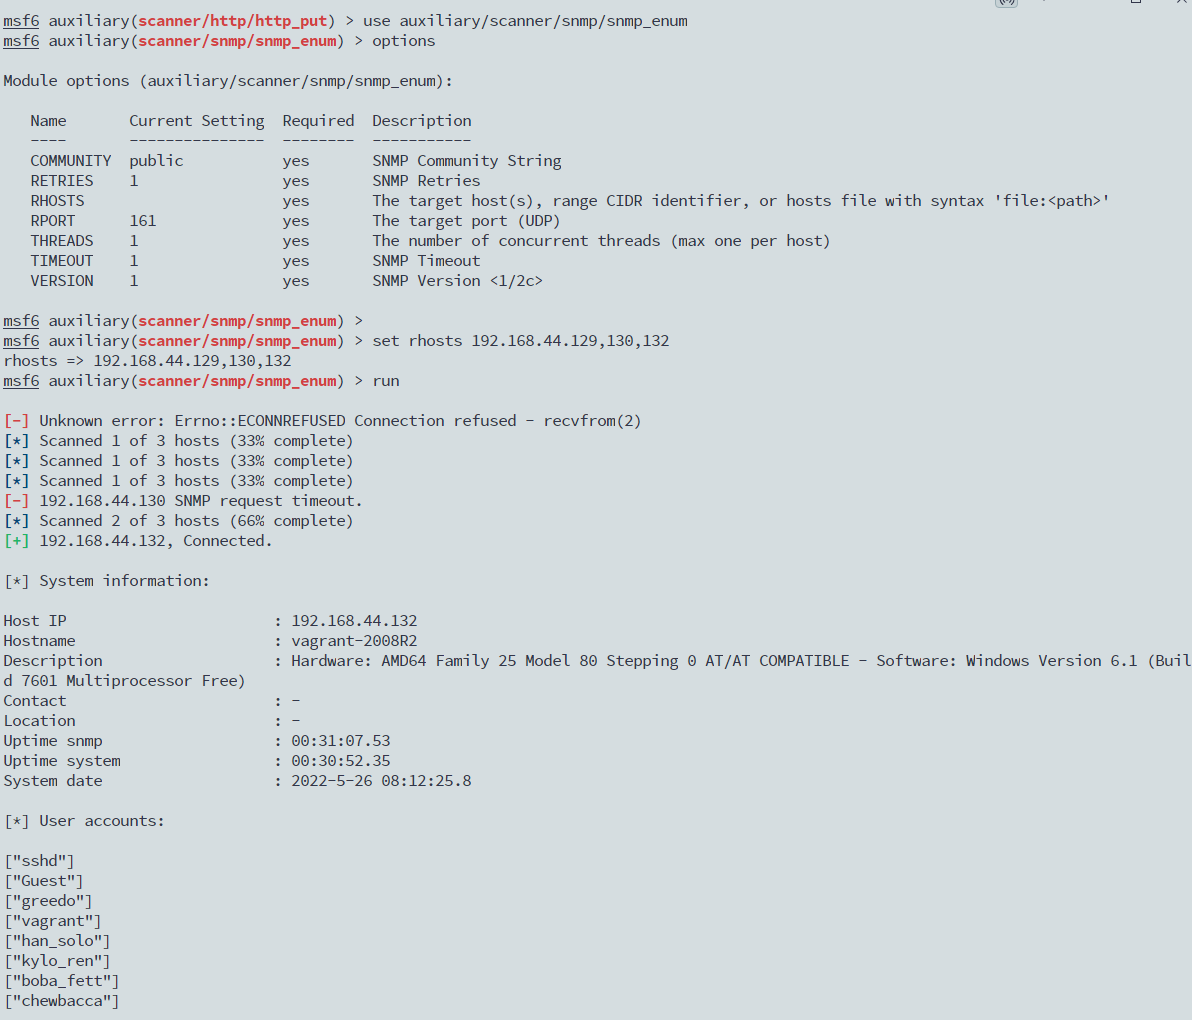 msf6 auxiliary(scanner/http/http_put) > use auxiliary/scanner/snmp/snmp_enum
msf6 auxiliary(scanner/snmp/snmp_enum) > options
Module options (auxiliary/scanner/snmp/snmp_enum):
Name Current Setting Required Description
---- --------------- -------- -----------
COMMUNITY public yes SNMP Community String
RETRIES 1 yes SNMP Retries
RHOSTS yes The target host(s), range CIDR identifier, or hosts file with syntax 'file:<path>'
RPORT 161 yes The target port (UDP)
THREADS 1 yes The number of concurrent threads (max one per host)
TIMEOUT 1 yes SNMP Timeout
VERSION 1 yes SNMP Version <1/2c>
msf6 auxiliary(scanner/snmp/snmp_enum) >
msf6 auxiliary(scanner/snmp/snmp_enum) > set rhosts 192.168.44.129,130,132
rhosts => 192.168.44.129,130,132
msf6 auxiliary(scanner/snmp/snmp_enum) > run
[-] Unknown error: Errno::ECONNREFUSED Connection refused - recvfrom(2)
[*] Scanned 1 of 3 hosts (33% complete)
[*] Scanned 1 of 3 hosts (33% complete)
[*] Scanned 1 of 3 hosts (33% complete)
[-] 192.168.44.130 SNMP request timeout.
[*] Scanned 2 of 3 hosts (66% complete)
[+] 192.168.44.132, Connected.
[*] System information:
Host IP : 192.168.44.132
Hostname : vagrant-2008R2
Description : Hardware: AMD64 Family 25 Model 80 Stepping 0 AT/AT COMPATIBLE - Software: Windows Version 6.1 (Buil
d 7601 Multiprocessor Free)
Contact : -
Location : -
Uptime snmp : 00:31:07.53
Uptime system : 00:30:52.35
System date : 2022-5-26 08:12:25.8
[*] User accounts:
["sshd"]
["Guest"]
["greedo"]
["vagrant"]
["han_solo"]
["kylo_ren"]
["boba_fett"]
["chewbacca"]